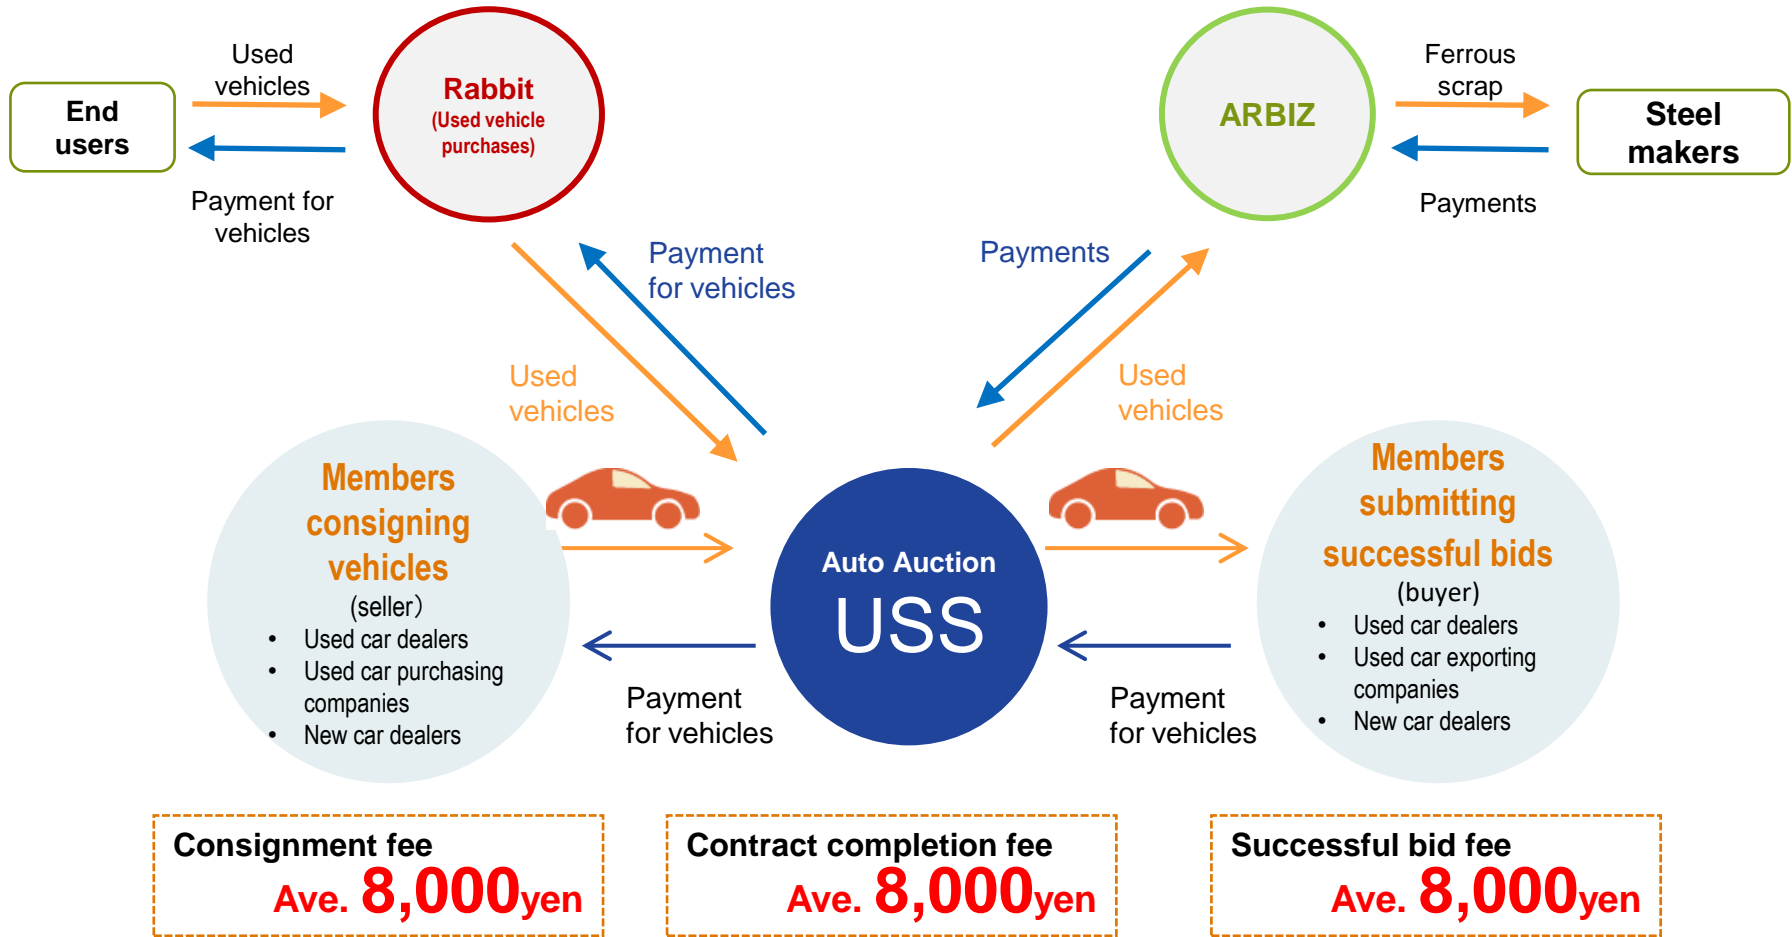 End
users
Used
vehicles
Payment for
vehicles
Rabbit
(Used vehicle
purchases)
ARBIZ
Ferrous
scrap
Payments
Steel
makers
Payment
for vehicles
Used
vehicles
Payments
Used
vehicles
Members
consigning
vehicles
(seller）
• Used car dealers
• Used car purchasing
companies
• New car dealers
Auto Auction
USS
Payment
for vehicles
Payment
for vehicles
Members
submitting
successful bids
(buyer)
• Used car dealers
• Used car exporting
companies
• New car dealers
Consignment fee
Ave. 8,000yen
Contract completion fee
Ave. 8,000yen
Successful bid fee
Ave. 8,000yen